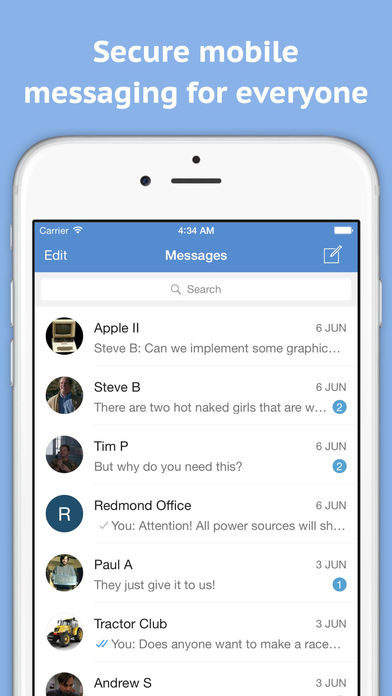 Secure mobile
messaging for everyone
Carrier 4:34 AM
Edit Messages
Search
Apple II 6 JUN
Steve B: Can we implement some graphic…
Steve B 6 JUN
There are two hot naked girls that are w… 2
Tim P 6 JUN
But why do you need this? 2
R Redmond Office 6 JUN
You: Attention! All power sources will sh…
Paul A 3 JUN
They just give it to us! 1
Tractor Club 3 JUN
You: Does anyone want to make a race…
Andrew S 3 JUN